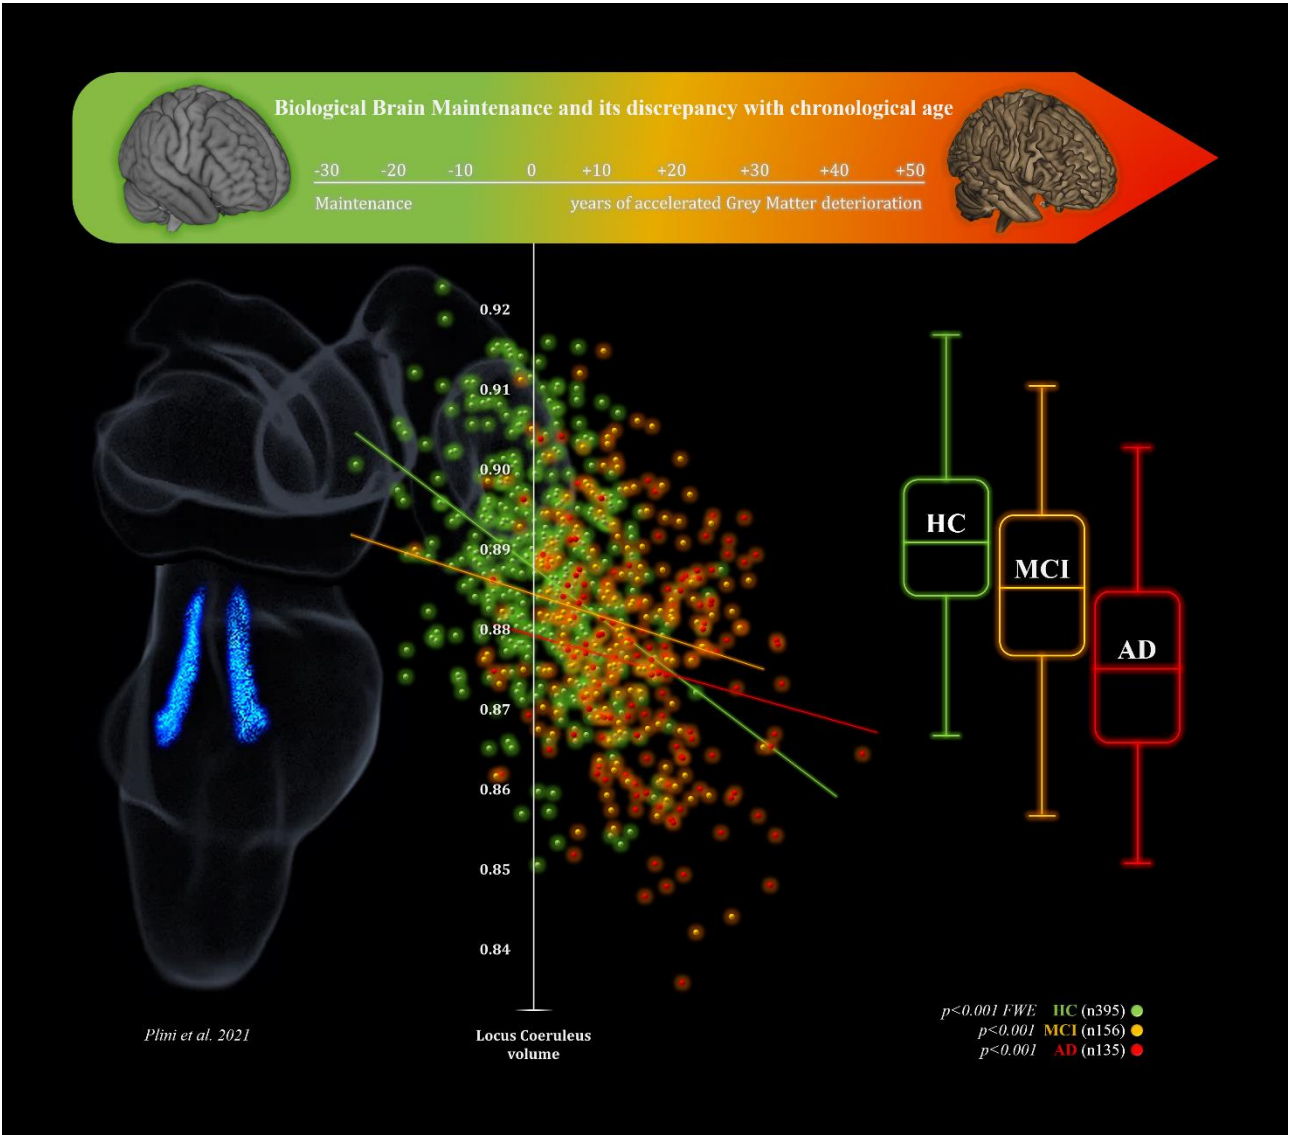 Biological Brain Maintenance and its discrepancy with chronological age
-30 -20 -10 0 +10 +20 +30 +40 +50
Maintenance years of accelerated Grey Matter deterioration
0.92
0.91
0.90
0.89
0.88
0.87
0.86
0.85
0.84
Locus Coeruleus
volume
HC
MCI
AD
Plini et al. 2021
p<0.001 FWE HC (n395)
p<0.001 MCI (n156)
p<0.001 AD (n135)